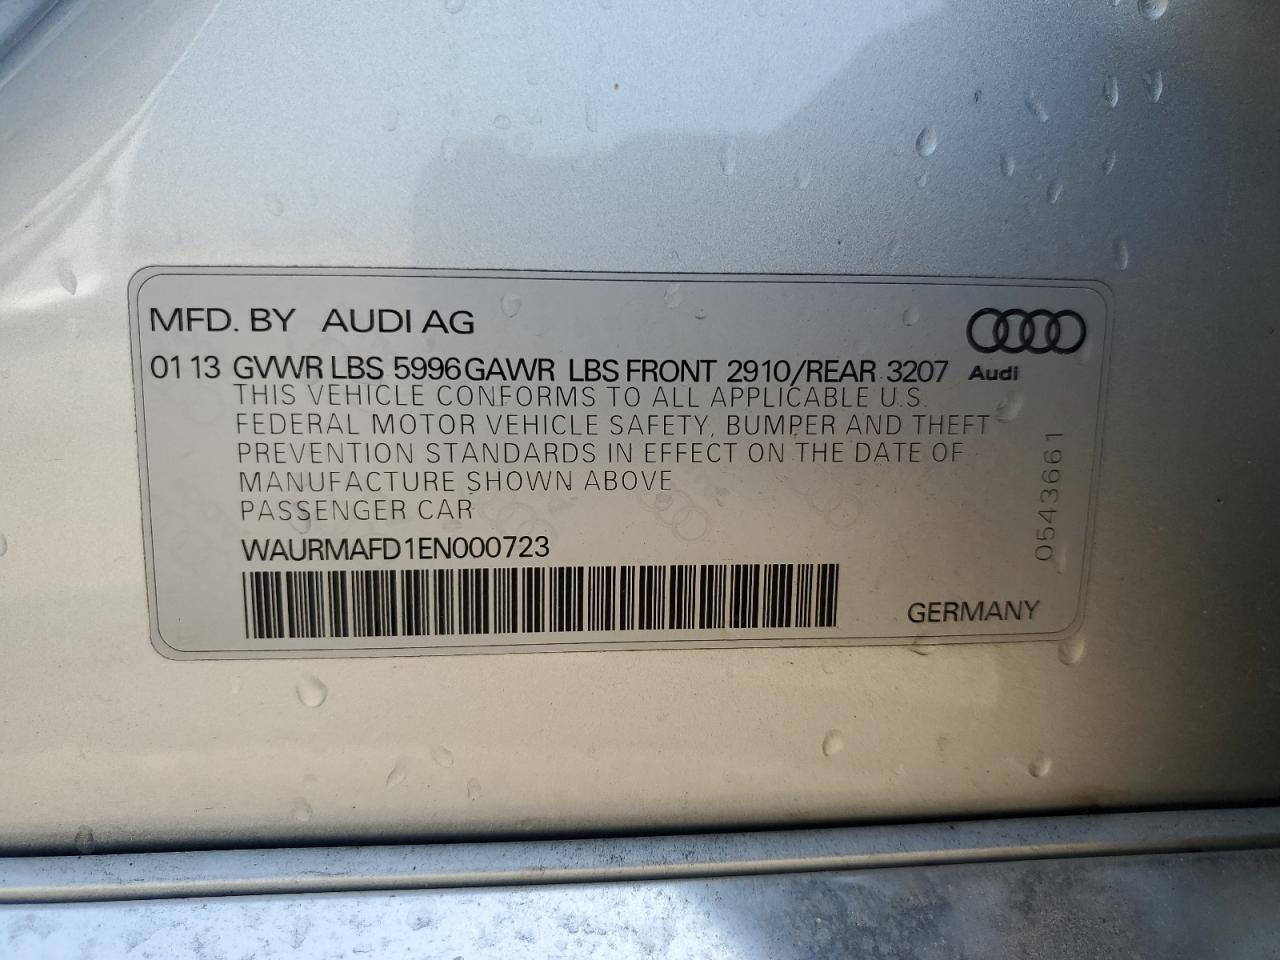 MFD. BY AUDI AG
01 13 GVWR LBS 5996 GAWR LBS FRONT 2910/REAR 3207
Audi
THIS VEHICLE CONFORMS TO ALL APPLICABLE U.S.
FEDERAL MOTOR VEHICLE SAFETY, BUMPER AND THEFT
PREVENTION STANDARDS IN EFFECT ON THE DATE OF
MANUFACTURE SHOWN ABOVE
PASSENGER CAR
0543661
WAURMAFD1EN000723
GERMANY